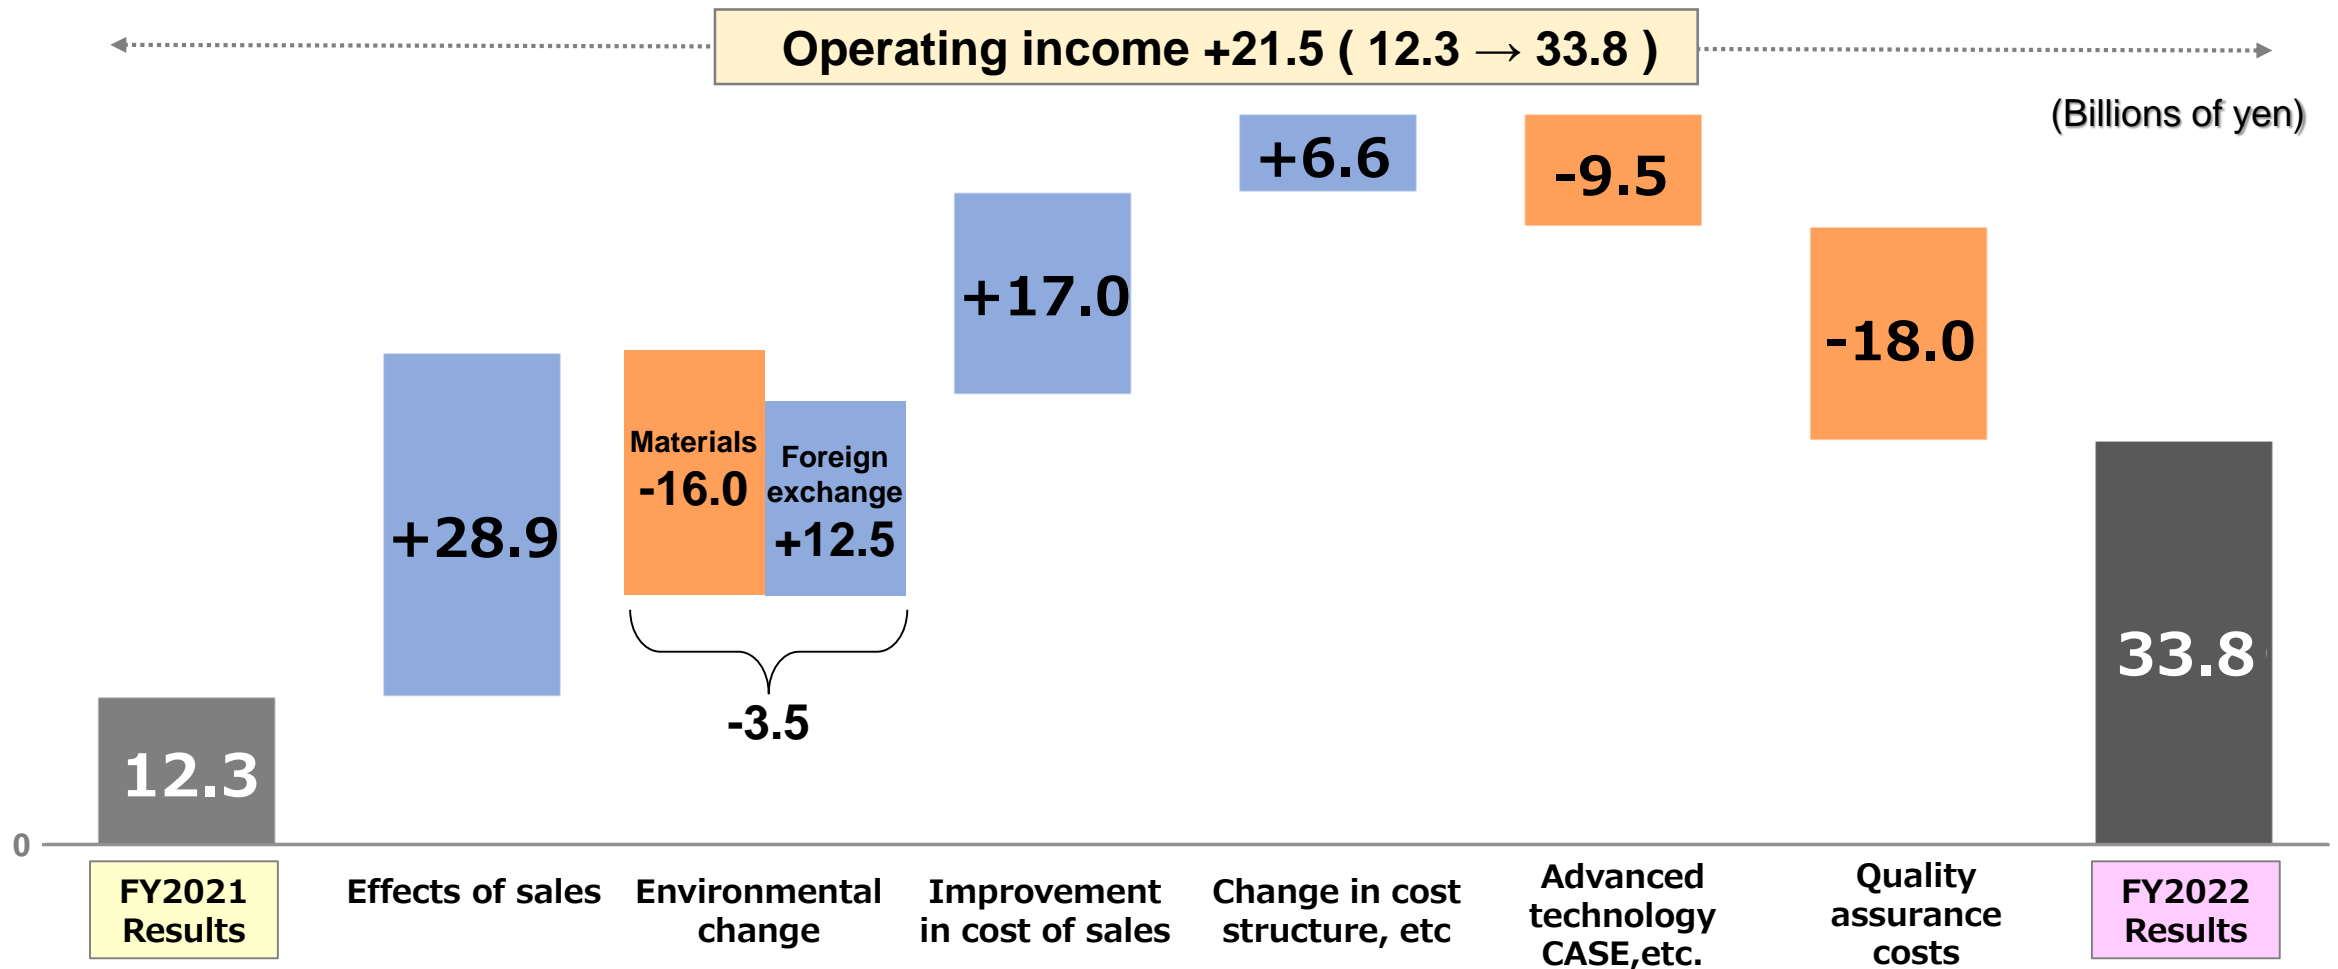 Operating income +21.5 ( 12.3 → 33.8 )
(Billions of yen)
+6.6
-9.5
+17.0
-18.0
Materials
-16.0
Foreign
exchange
+12.5
+28.9
-3.5
33.8
12.3
0
FY2021
Results
Effects of sales
Environmental
change
Improvement
in cost of sales
Change in cost
structure, etc
Advanced
technology
CASE,etc.
Quality
assurance
costs
FY2022
Results